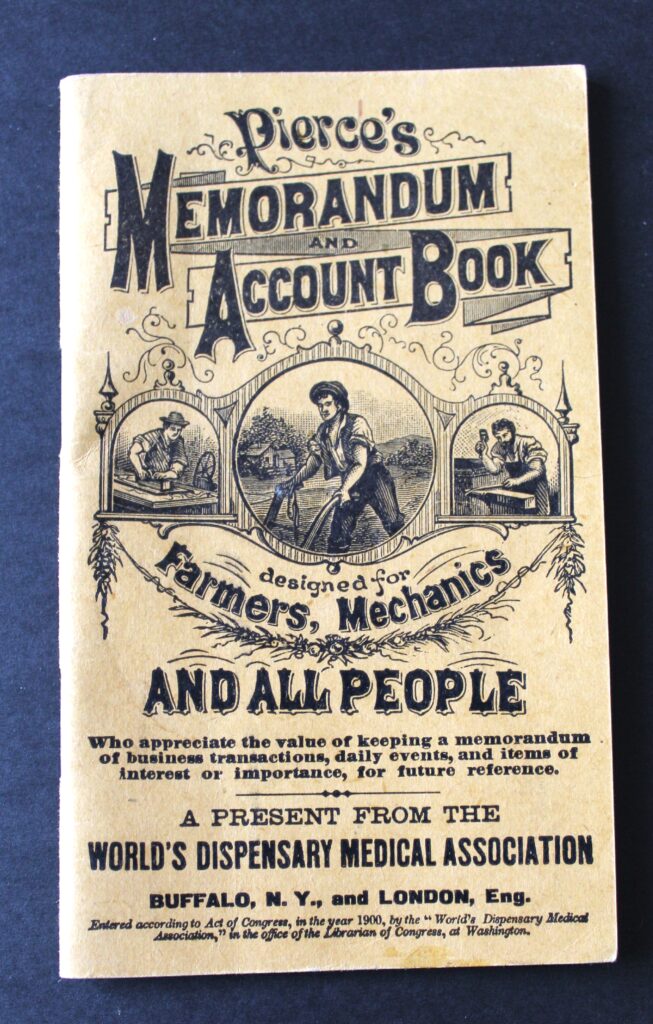 Pierce's
MEMORANDUM
AND
ACCOUNT BOOK
designed for
Farmers, Mechanics
AND ALL PEOPLE
Who appreciate the value of keeping a memorandum
of business transactions, daily events, and items of
interest or importance, for future reference.
A PRESENT FROM THE
WORLD'S DISPENSARY MEDICAL ASSOCIATION
BUFFALO, N. Y., and LONDON, Eng.
Entered according to Act of Congress, in the year 1900, by the "World's Dispensary Medical
Association," in the office of the Librarian of Congress, at Washington.